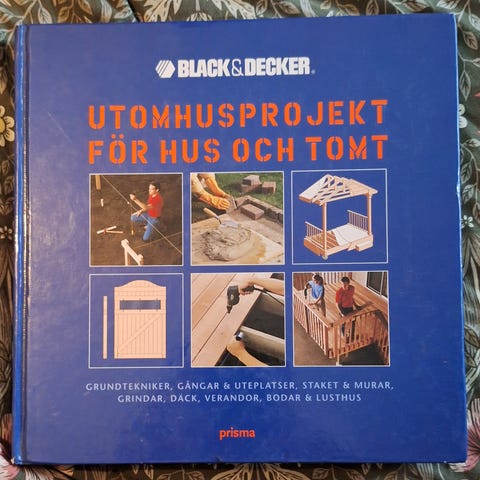 BLACK&DECKER®
UTOMHUSPROJEKT
FÖR HUS OCH TOMT
GRUNDTEKNIKER, GÅNGAR & UTEPLATSER, STAKET & MURAR,
GRINDAR, DÄCK, VERANDOR, BODAR & LUSTHUS
prisma